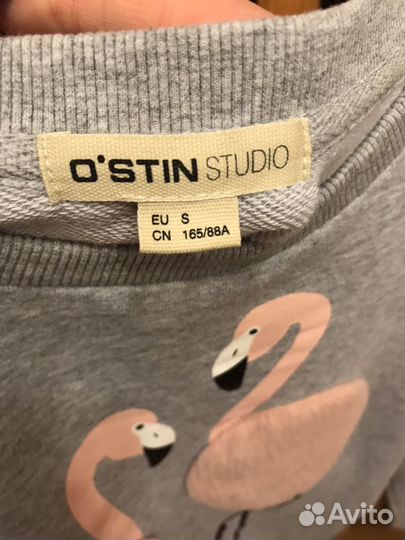 O'STIN STUDIO
EU S
CN 165/88A
Avito